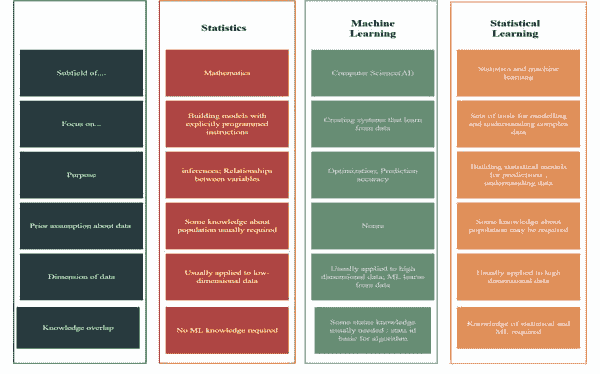 Statistics
Machine
Learning
Statistical
Learning
Subfield of....
Mathematics
Computer Science(AI)
Statistics and machine
learning
Focus on...
Building models with
explicitly programmed
instructions
Creating systems that learn
from data
Sets of tools for modelling
and understanding complex
data
Purpose
inferences; Relationships
between variables
Optimization; Prediction
accuracy
Building statistical models
for predictions ,
understanding data
Prior assumption about data
Some knowledge about
population usually required
None
Some knowledge about
population may be required
Dimension of data
Usually applied to low-
dimensional data
Usually applied to high
dimensional data; ML learns
from data
Usually applied to high
dimensional data
Knowledge overlap
No ML knowledge required
Some knowledge
usually needed ; stats
basic for algorithm
Knowledge of statistical and
ML required